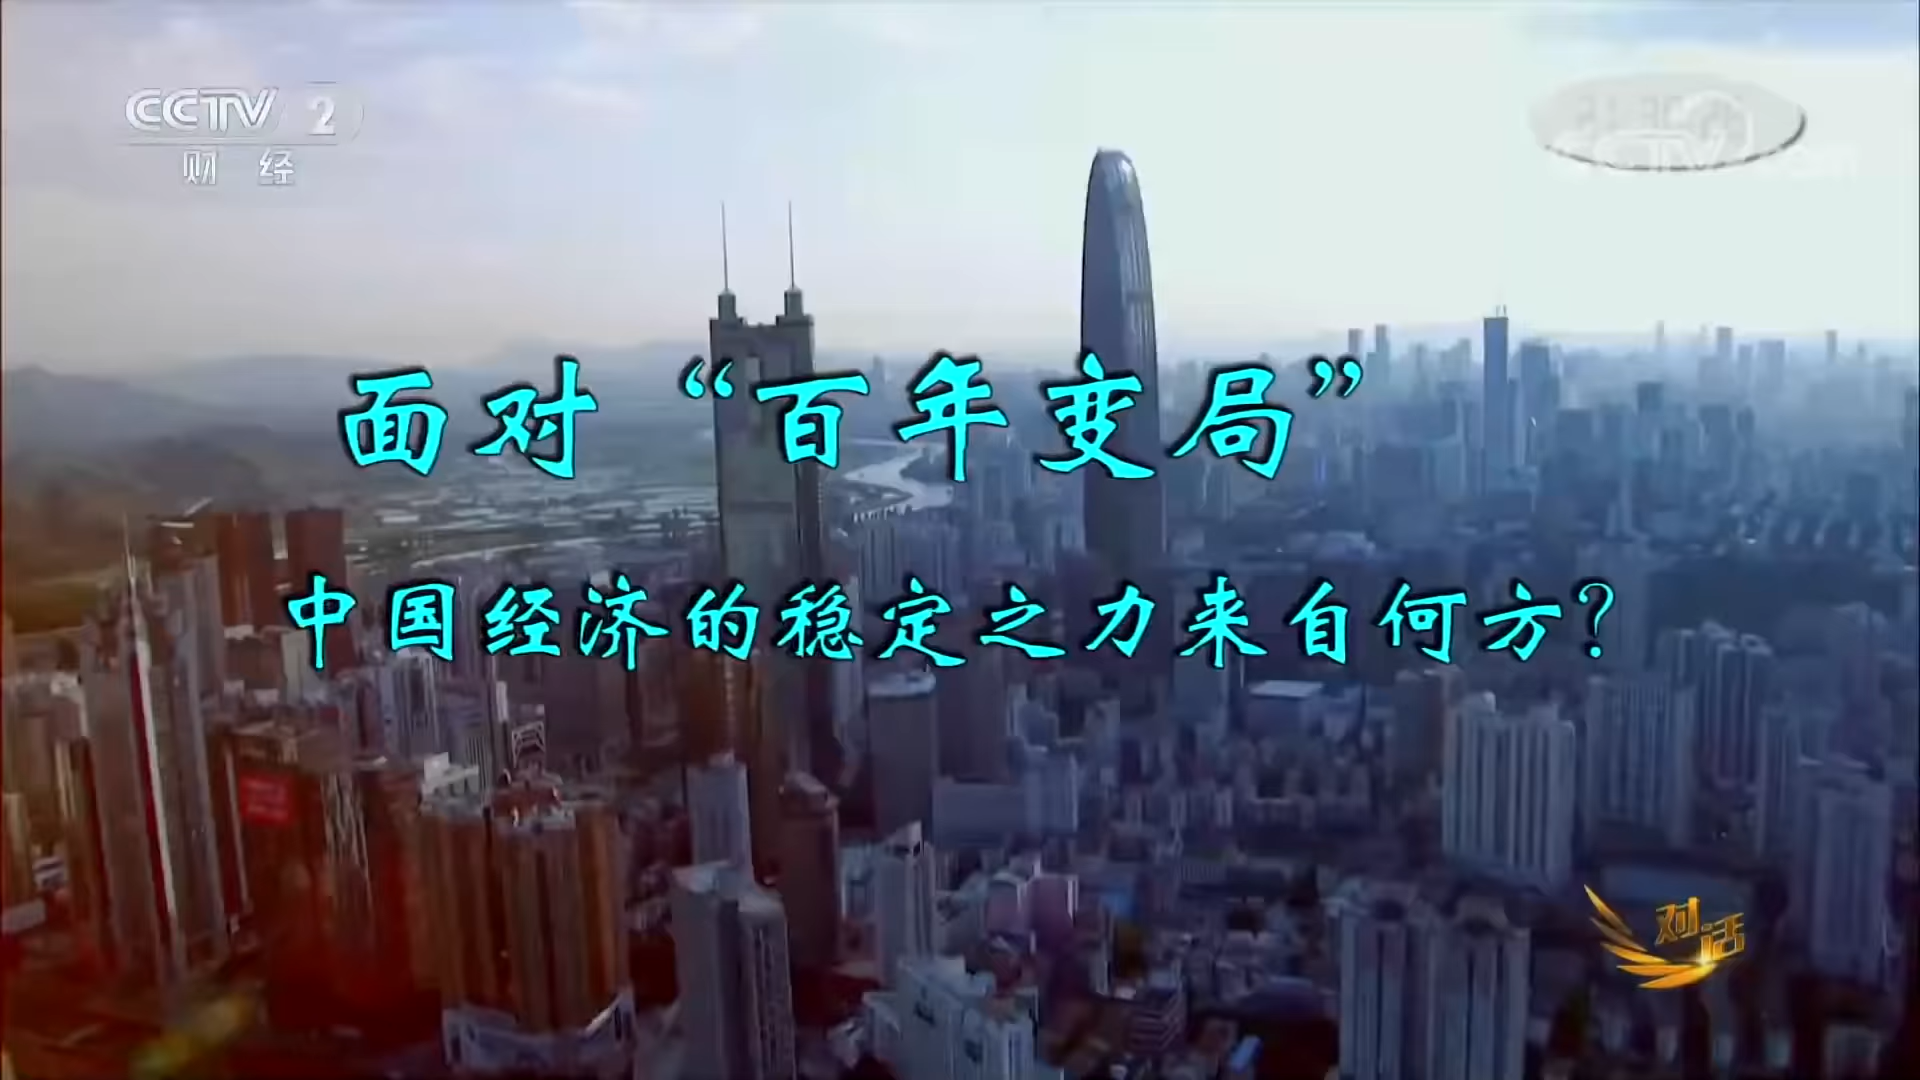 CCTV 2
财 经
面对“百年变局”
中国经济的稳定之力来自何方？
对话